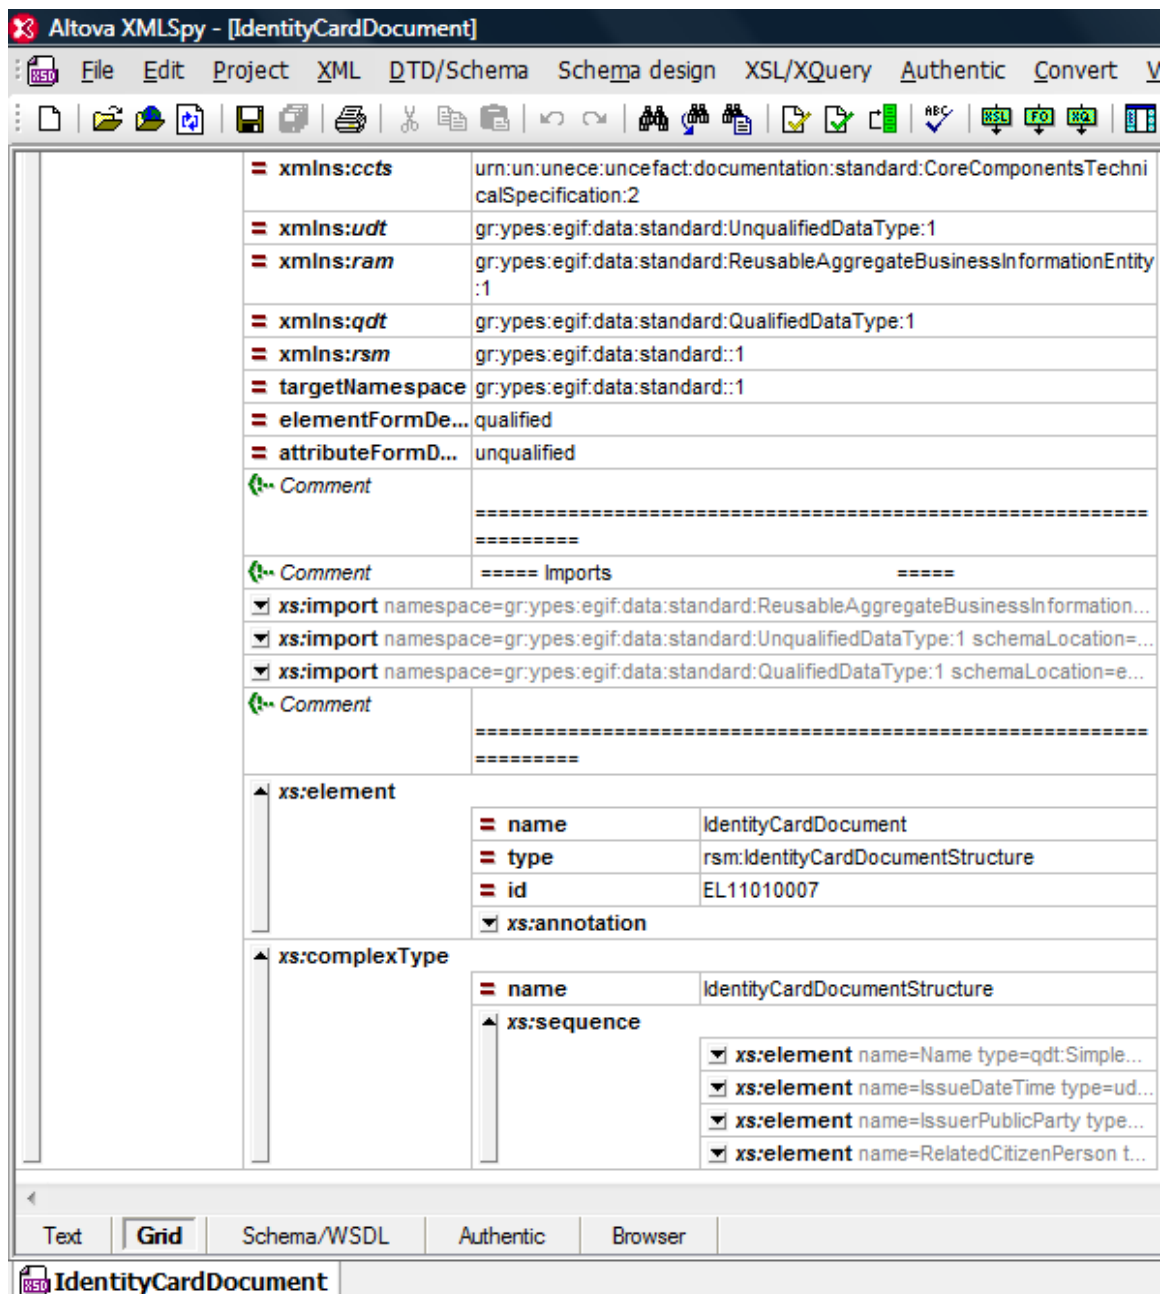 Altova XMLSpy - [IdentityCardDocument]
File Edit Project XML DTD/Schema Schema design XSL/XQuery Authentic Convert V
xmlns:ccts urn:un:unece:uncefact:documentation:standard:CoreComponentsTechni
calSpecification:2
xmlns:udt gr:ypes:egif:data:standard:UnqualifiedDataType:1
xmlns:ram gr:ypes:egif:data:standard:ReusableAggregateBusinessInformationEntity
:1
xmlns:qdt gr:ypes:egif:data:standard:QualifiedDataType:1
xmlns:rsm gr:ypes:egif:data:standard::1
targetNamespace gr:ypes:egif:data:standard::1
elementFormDe... qualified
attributeFormD... unqualified
Comment
==========================================================
=========
Comment ===== Imports =====
xs:import namespace=gr:ypes:egif:data:standard:ReusableAggregateBusinessInformation...
xs:import namespace=gr:ypes:egif:data:standard:UnqualifiedDataType:1 schemaLocation=...
xs:import namespace=gr:ypes:egif:data:standard:QualifiedDataType:1 schemaLocation=e...
Comment
==========================================================
=========
xs:element
name IdentityCardDocument
type rsm:IdentityCardDocumentStructure
id EL11010007
xs:annotation
xs:complexType
name IdentityCardDocumentStructure
xs:sequence
xs:element name=Name type=qdt:Simple...
xs:element name=IssueDateTime type=ud...
xs:element name=IssuerPublicParty type...
xs:element name=RelatedCitizenPerson t...
Text Grid Schema/WSDL Authentic Browser
XSD IdentityCardDocument